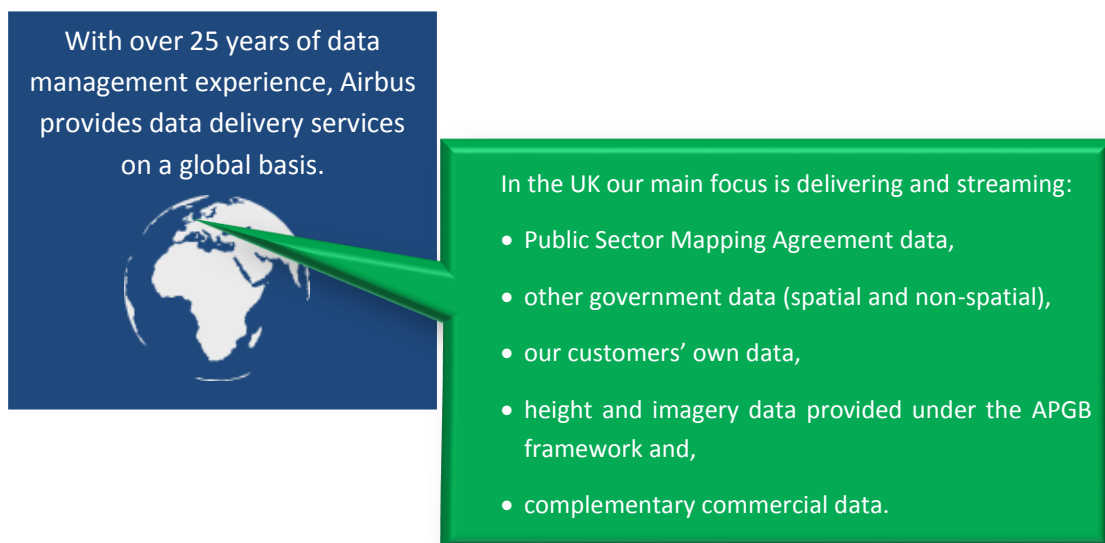 With over 25 years of data
management experience, Airbus
provides data delivery services
on a global basis.
In the UK our main focus is delivering and streaming:
• Public Sector Mapping Agreement data,
• other government data (spatial and non-spatial),
• our customers’ own data,
• height and imagery data provided under the APGB
framework and,
• complementary commercial data.